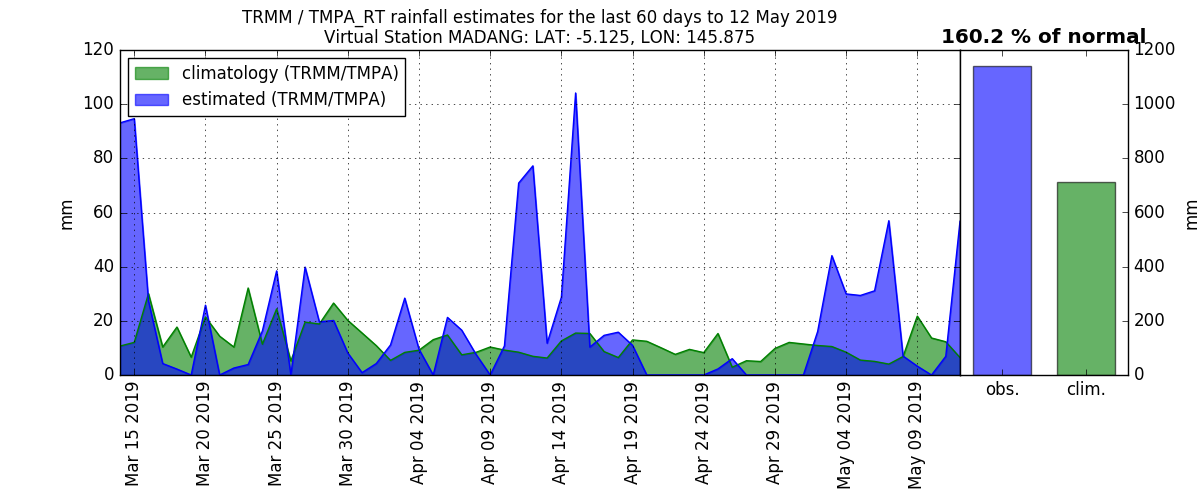 TRMM / TMPA_RT rainfall estimates for the last 60 days to 12 May 2019
Virtual Station MADANG: LAT: -5.125, LON: 145.875
160.2 % of normal
climatology (TRMM/TMPA)
estimated (TRMM/TMPA)
120
100
80
60
40
20
0
mm
Mar 15 2019
Mar 20 2019
Mar 25 2019
Mar 30 2019
Apr 04 2019
Apr 09 2019
Apr 14 2019
Apr 19 2019
Apr 24 2019
Apr 29 2019
May 04 2019
May 09 2019
1200
1000
800
600
400
200
0
mm
obs.
clim.